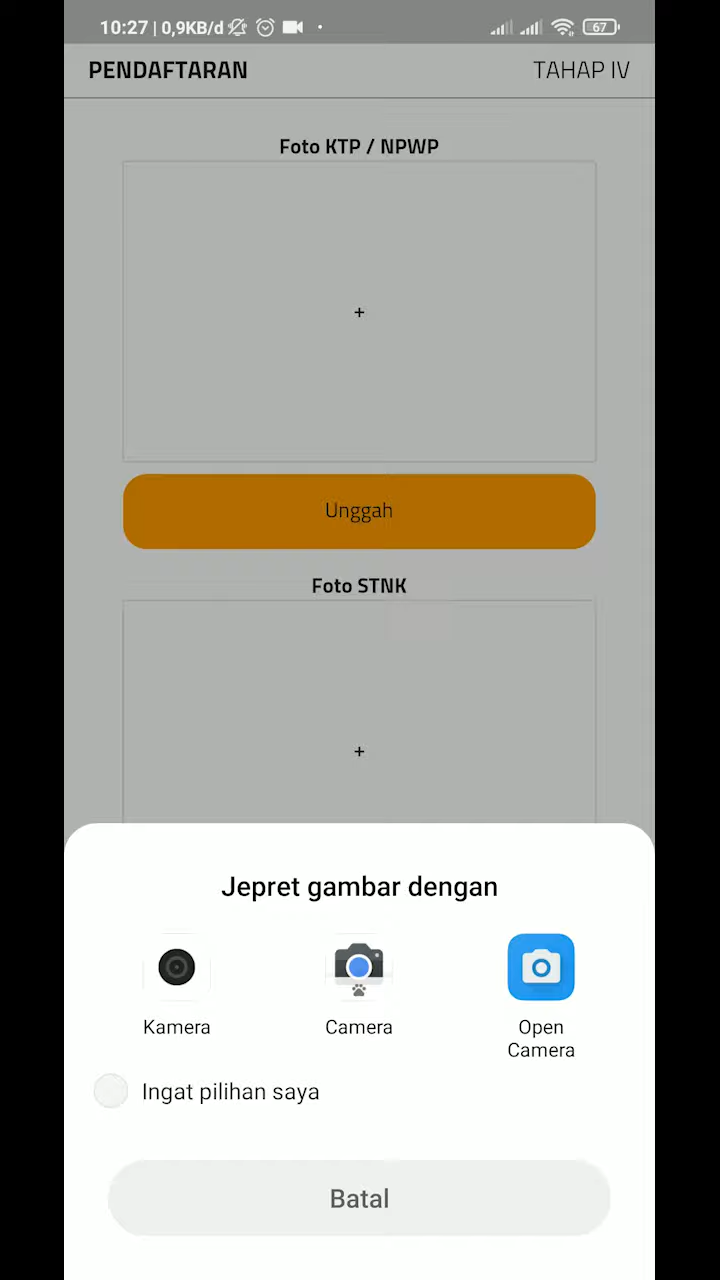 10:27 | 0,9KB/d
67
PENDAFTARAN
TAHAP IV
Foto KTP / NPWP
+
Unggah
Foto STNK
+
Jepret gambar dengan
Kamera
Camera
Open
Camera
Ingat pilihan saya
Batal